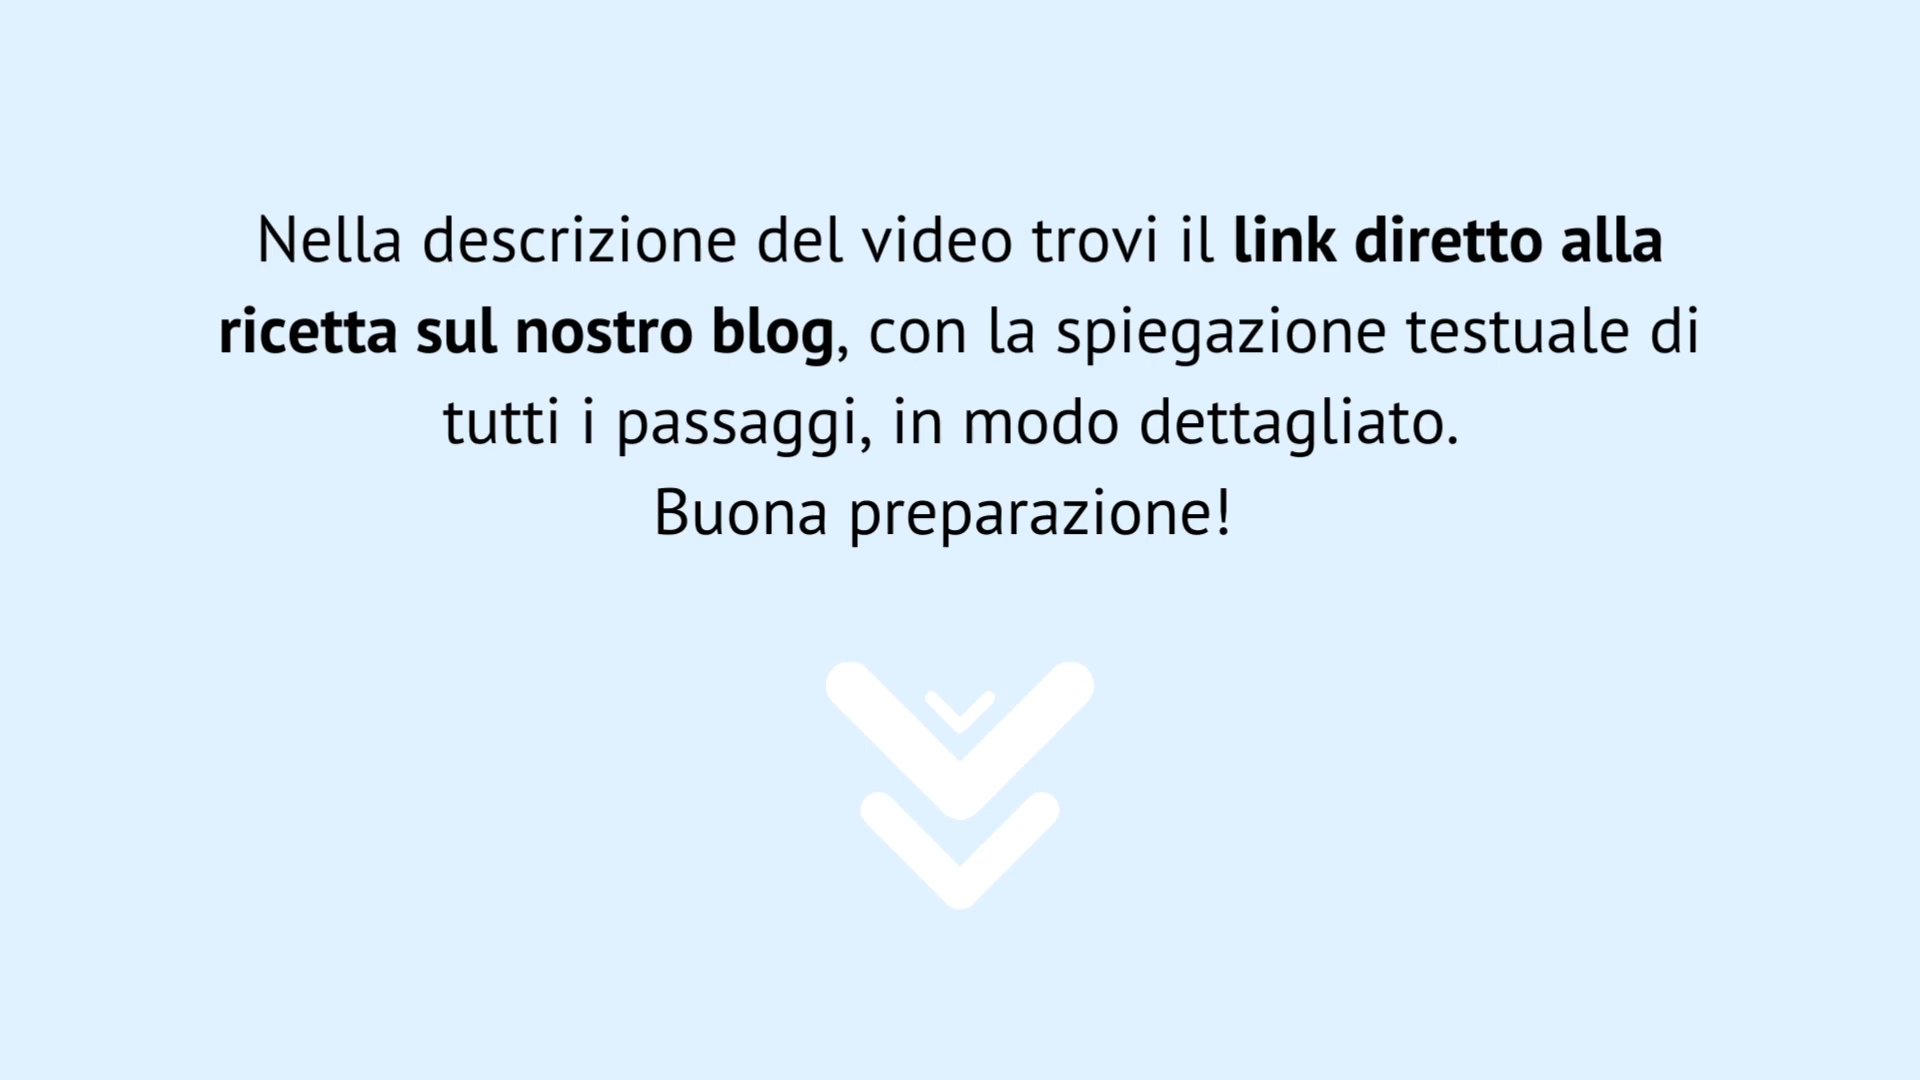 Nella descrizione del video trovi il link diretto alla
ricetta sul nostro blog, con la spiegazione testuale di
tutti i passaggi, in modo dettagliato.
Buona preparazione!